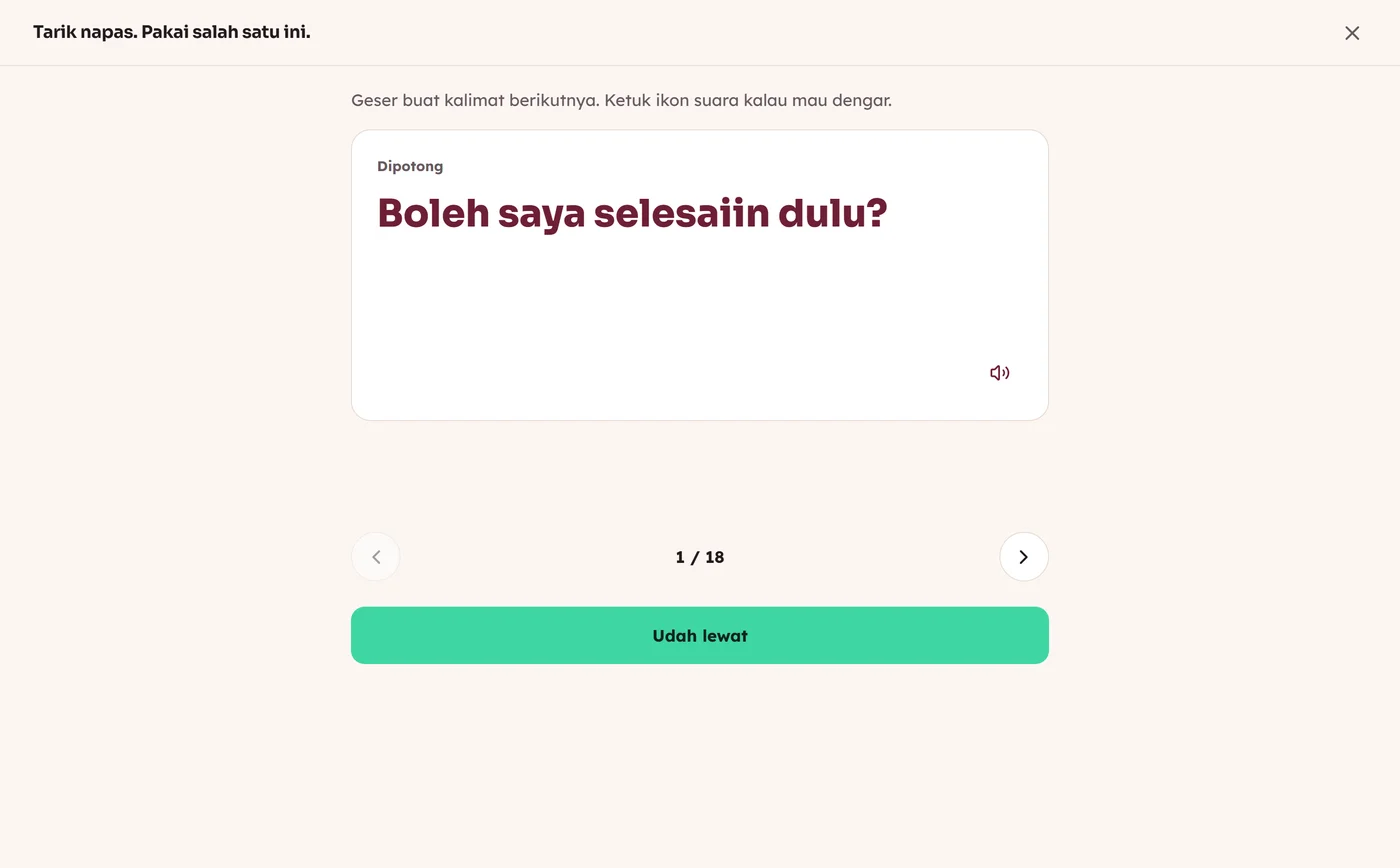 Tarik napas. Pakai salah satu ini.
Geser buat kalimat berikutnya. Ketuk ikon suara kalau mau dengar.
Dipotong
Boleh saya selesaiin dulu?
1 / 18
Udah lewat